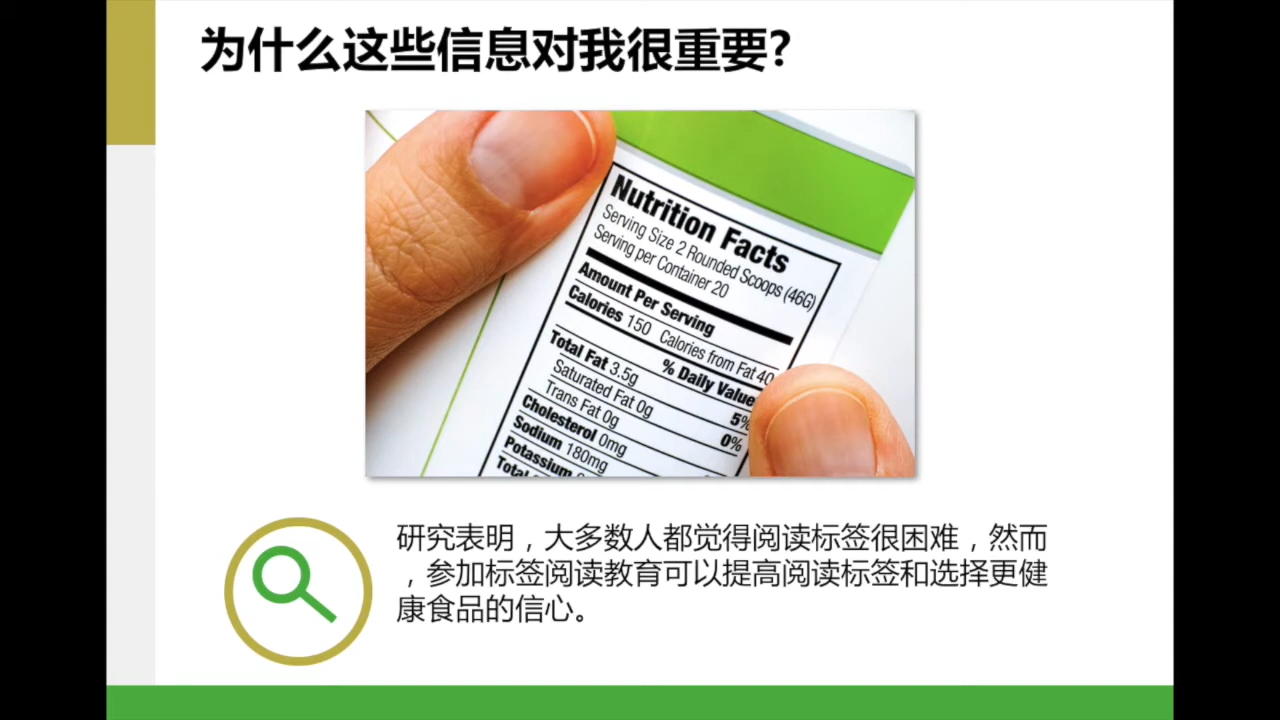 为什么这些信息对我很重要?
Nutrition Facts
Serving Size 2 Rounded Scoops (46G)
Serving per Container 20
Amount Per Serving
Calories 150 Calories from Fat 40
% Daily Value
Total Fat 3.5g 5%
Saturated Fat 0g 0%
Trans Fat 0g
Cholesterol 0mg
Sodium 180mg
Potassium
Total
研究表明，大多数人都觉得阅读标签很困难，然而
，参加标签阅读教育可以提高阅读标签和选择更健
康食品的信心。